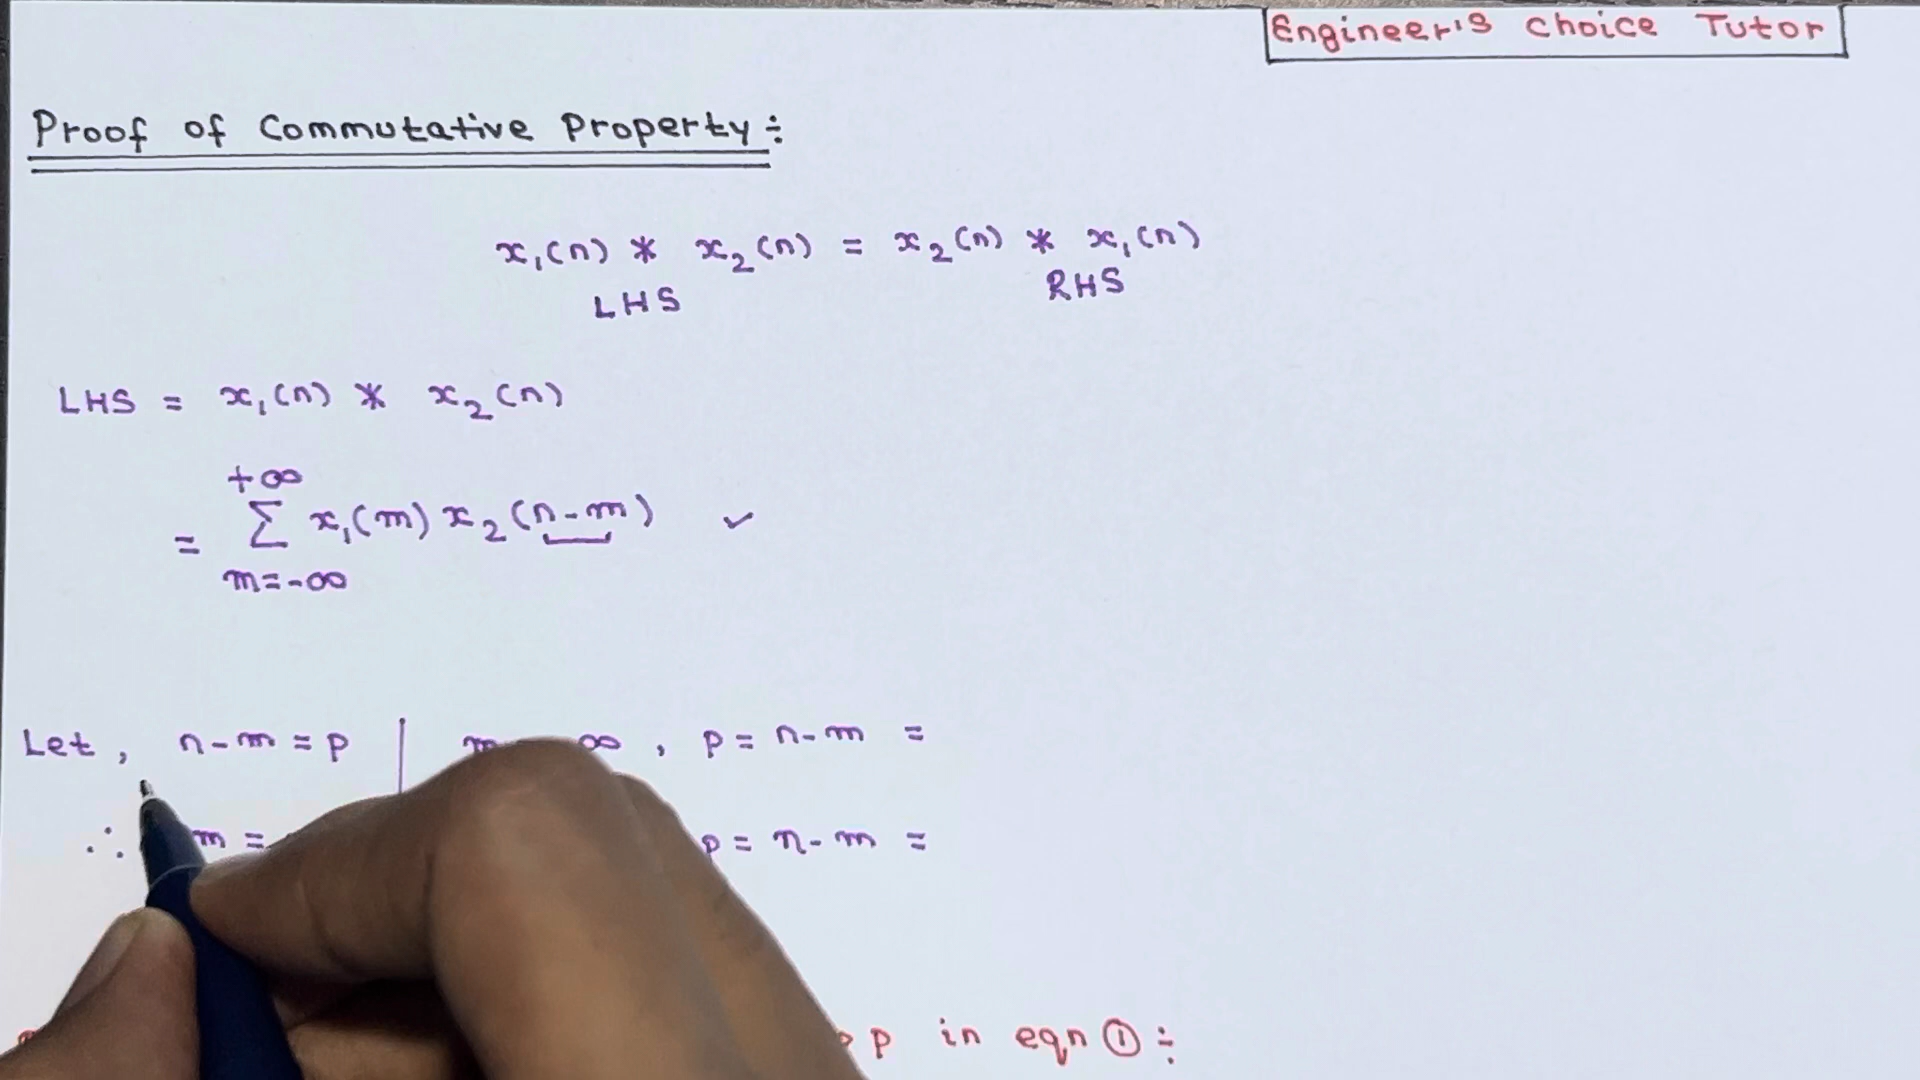 Engineer's Choice Tutor
Proof of Commutative Property:
x₁(n) * x₂(n) = x₂(n) * x₁(n)
LHS RHS
LHS = x₁(n) * x₂(n)
+∞
= Σ x₁(m) x₂(n-m) ✓
m=-∞
Let, n-m=p | m ∞, p= n-m =
∴ m = p= n-m =
p in eqn ①: